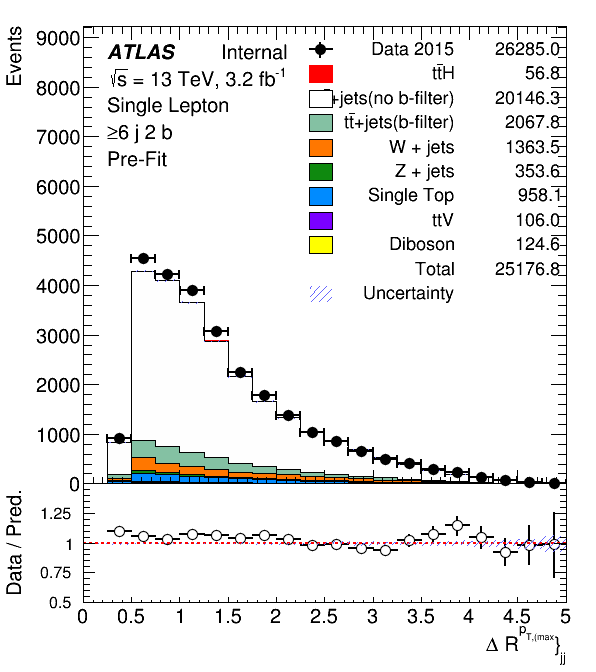 ATLAS Internal
√s = 13 TeV, 3.2 fb⁻¹
Single Lepton
≥6 j 2 b
Pre-Fit
Data 2015 26285.0
tt̄H 56.8
+jets(no b-filter) 20146.3
tt̄+jets(b-filter) 2067.8
W + jets 1363.5
Z + jets 353.6
Single Top 958.1
ttV 106.0
Diboson 124.6
Total 25176.8
Uncertainty
Events
9000
8000
7000
6000
5000
4000
3000
2000
1000
0
Data / Pred.
1.25
1
0.75
0.5
0 0.5 1 1.5 2 2.5 3 3.5 4 4.5 5
Δ R^{p_{T,(max}}}_{jj}